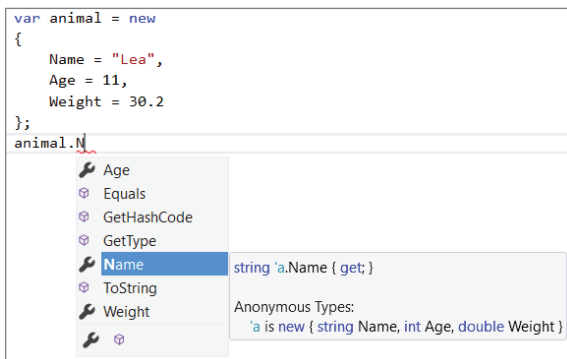 var animal = new
{
Name = "Lea",
Age = 11,
Weight = 30.2
};
animal.N
Age
Equals
GetHashCode
GetType
Name
ToString
Weight
string 'a.Name { get; }
Anonymous Types:
'a is new { string Name, int Age, double Weight }